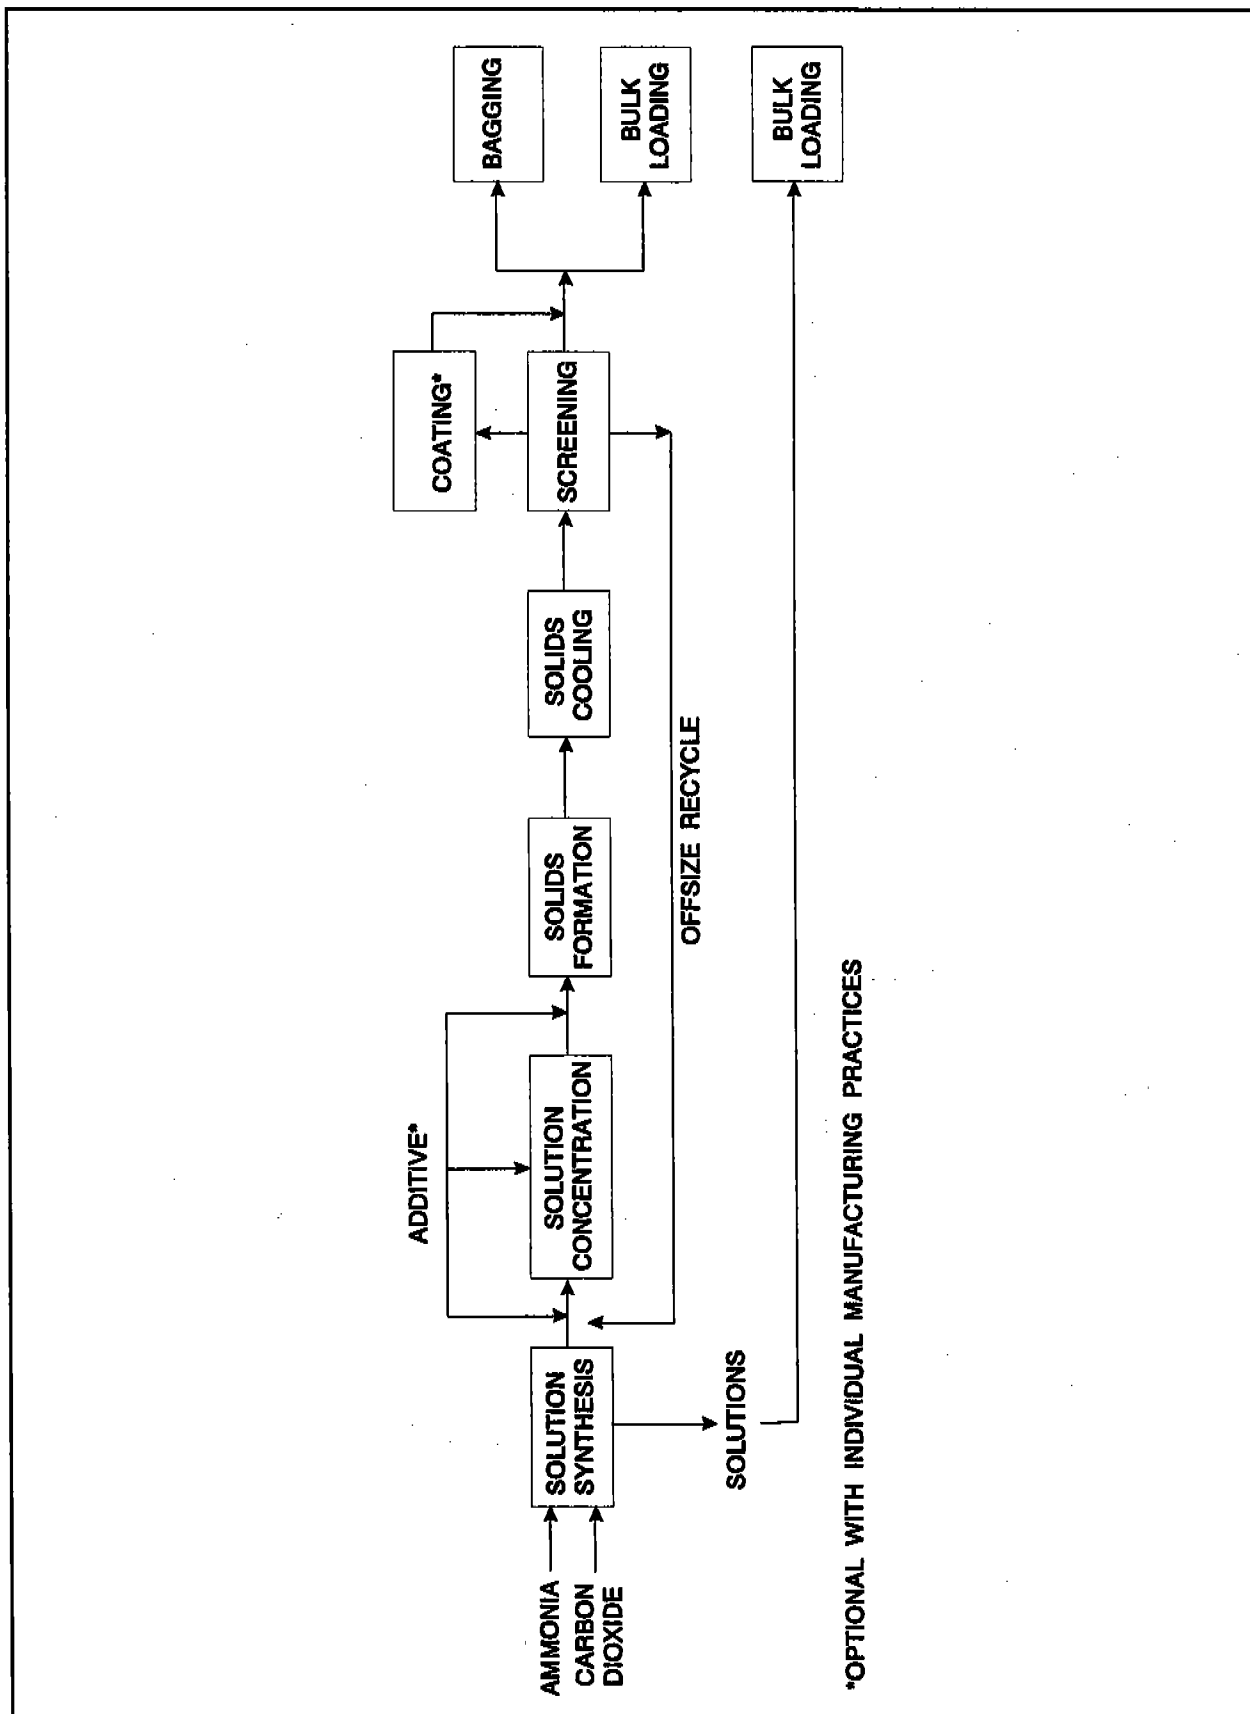 AMMONIA
CARBON
DIOXIDE
SOLUTION
SYNTHESIS
SOLUTIONS
ADDITIVE*
SOLUTION
CONCENTRATION
SOLIDS
FORMATION
SOLIDS
COOLING
SCREENING
COATING*
OFFSIZE RECYCLE
BAGGING
BULK
LOADING
BULK
LOADING
*OPTIONAL WITH INDIVIDUAL MANUFACTURING PRACTICES